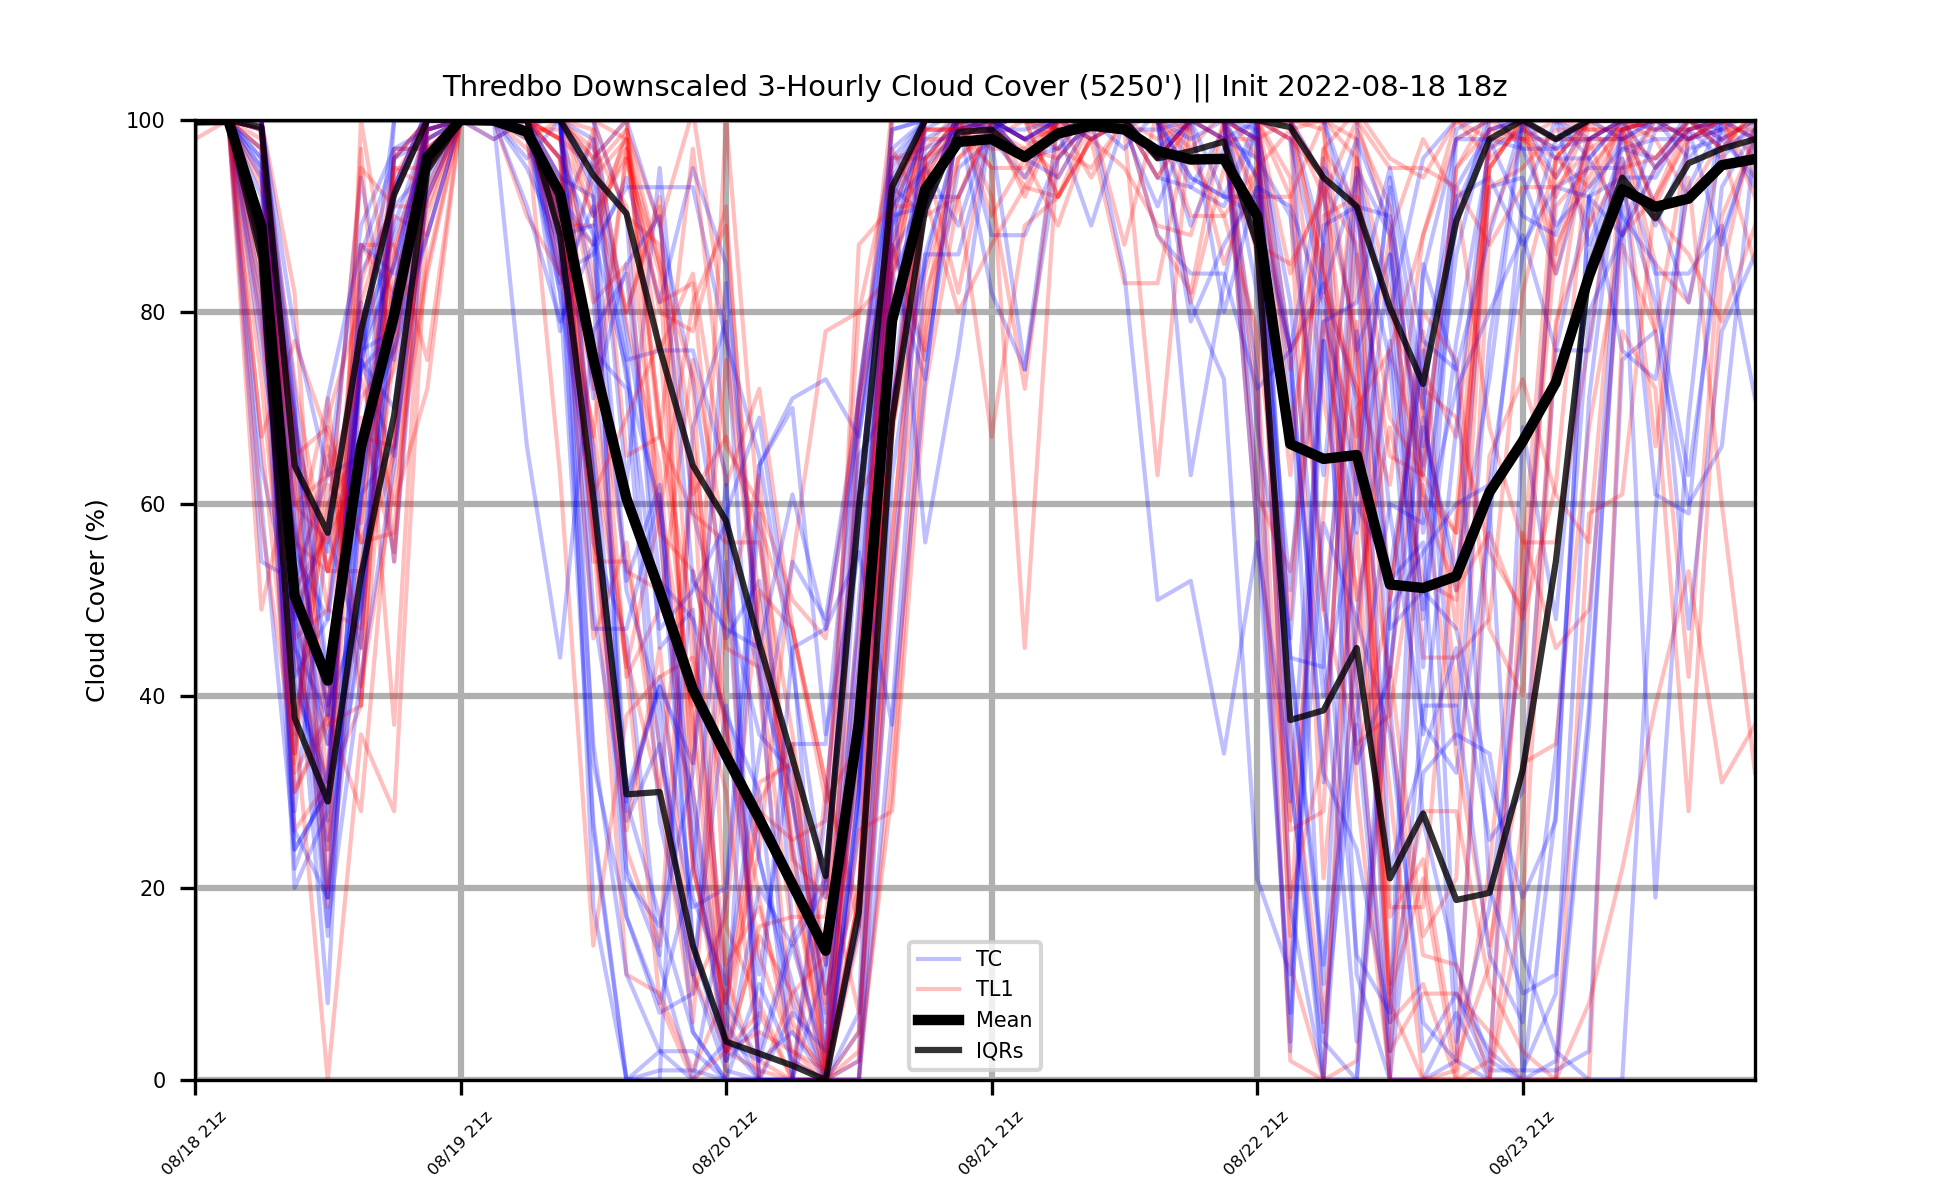 Thredbo Downscaled 3-Hourly Cloud Cover (5250') || Init 2022-08-18 18z
Cloud Cover (%)
100
80
60
40
20
0
TC
TL1
Mean
IQRs
08/18 21z
08/19 21z
08/20 21z
08/21 21z
08/22 21z
08/23 21z